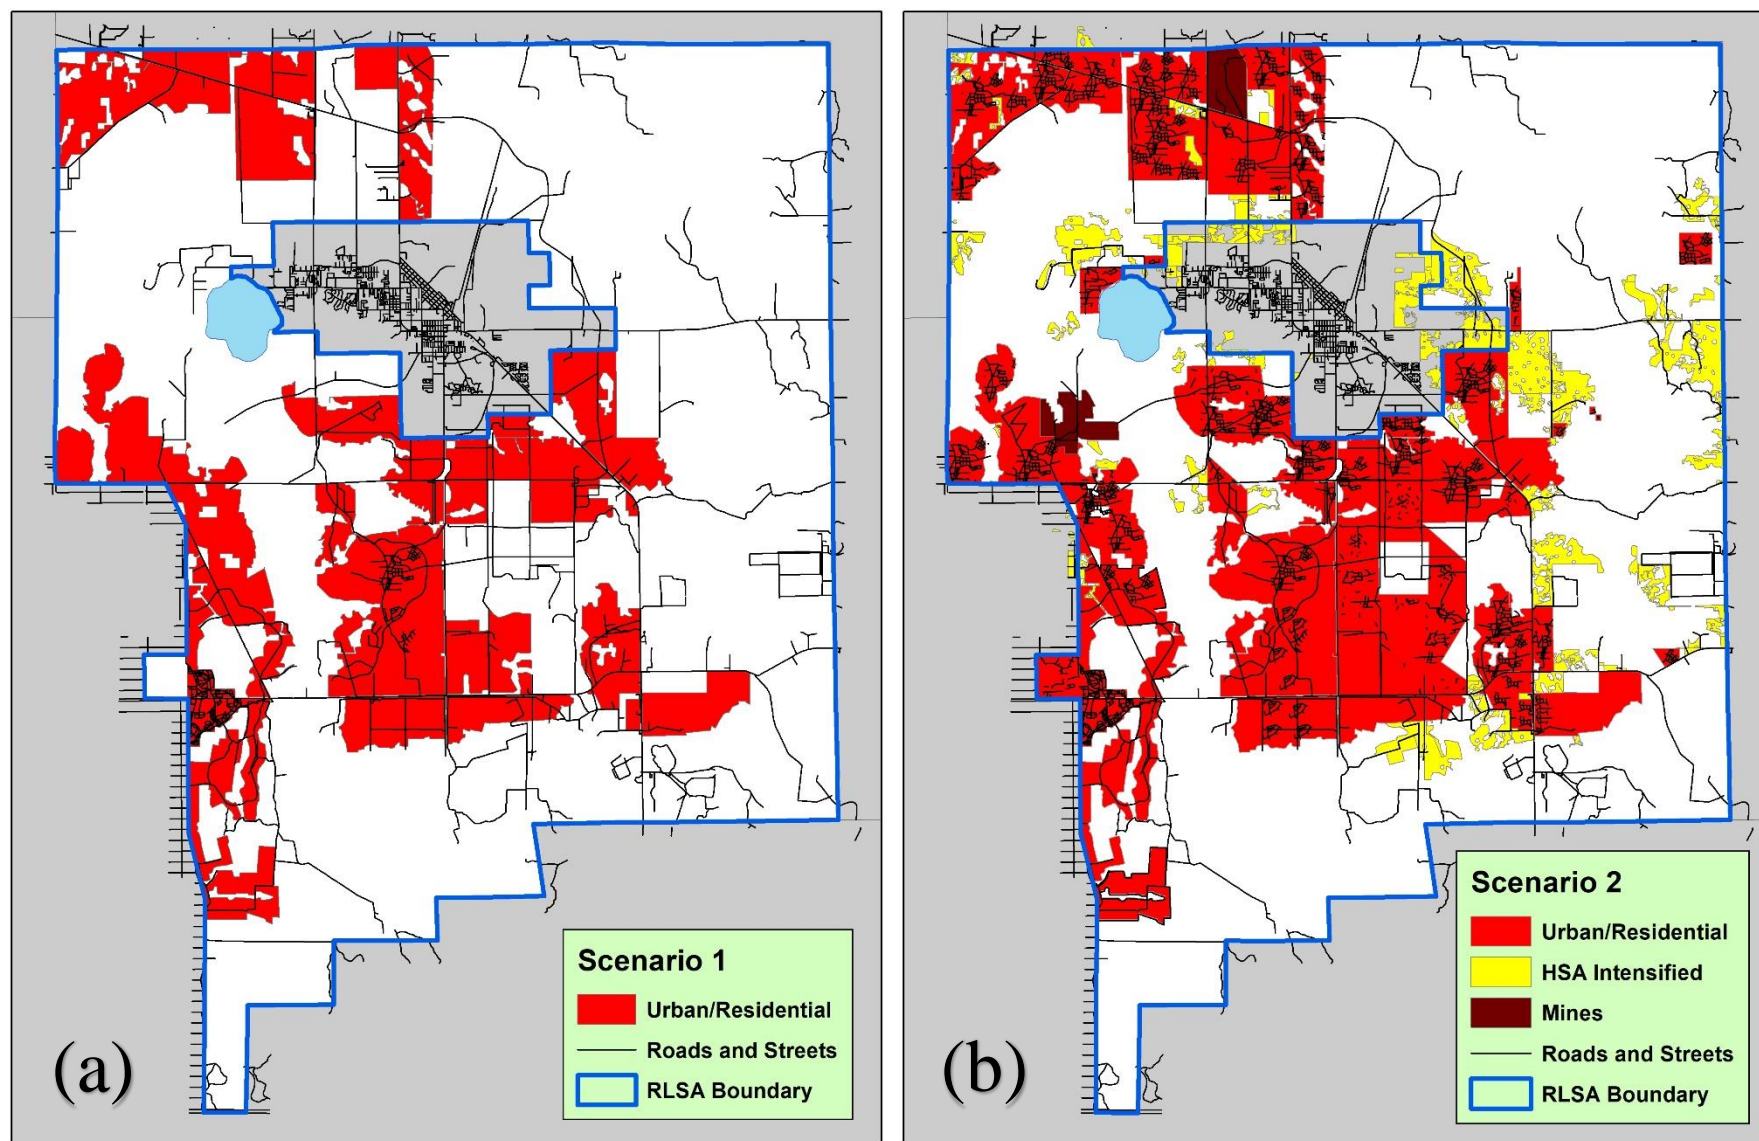 Scenario 1
Urban/Residential
Roads and Streets
RLSA Boundary
(a)
Scenario 2
Urban/Residential
HSA Intensified
Mines
Roads and Streets
RLSA Boundary
(b)